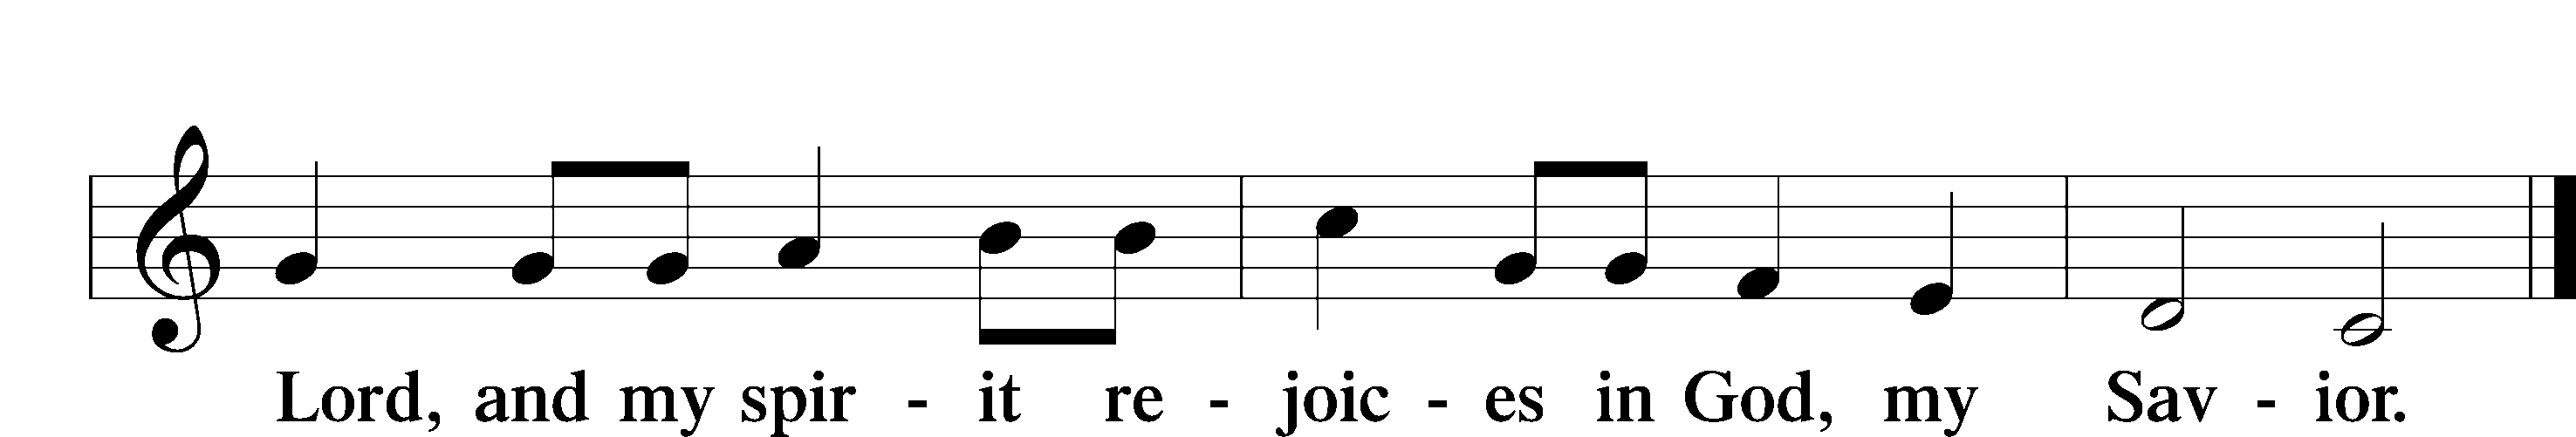 Lord, and my spir - it re - joic - es in God, my Sav - ior.